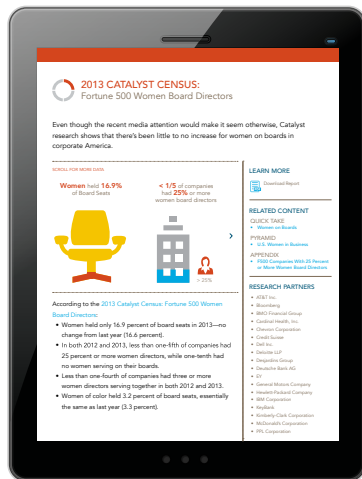 2013 CATALYST CENSUS:
Fortune 500 Women Board Directors
Even though the recent media attention would make it seem otherwise, Catalyst
research shows that there's been little to no increase for women on boards in
corporate America.
SCROLL FOR MORE DATA
Women held 16.9%
of Board Seats
< 1/5 of companies
had 25% or more
women board directors
> 25%
According to the 2013 Catalyst Census: Fortune 500 Women
Board Directors:
• Women held only 16.9 percent of board seats in 2013—no
change from last year (16.6 percent).
• In both 2012 and 2013, less than one-fifth of companies had
25 percent or more women directors, while one-tenth had
no women serving on their boards.
• Less than one-fourth of companies had three or more
women directors serving together in both 2012 and 2013.
• Women of color held 3.2 percent of board seats, essentially
the same as last year (3.3 percent).
LEARN MORE
Download Report
RELATED CONTENT
QUICK TAKE
• Women on Boards
PYRAMID
• U.S. Women in Business
APPENDIX
• F500 Companies With 25 Percent
or More Women Board Directors
RESEARCH PARTNERS
• AT&T Inc.
• Bloomberg
• BMO Financial Group
• Cardinal Health, Inc.
• Chevron Corporation
• Credit Suisse
• Dell Inc.
• Deloitte LLP
• Desjardins Group
• Deutsche Bank AG
• EY
• General Motors Company
• Hewlett-Packard Company
• IBM Corporation
• KeyBank
• Kimberly-Clark Corporation
• McDonald's Corporation
• PPL Corporation